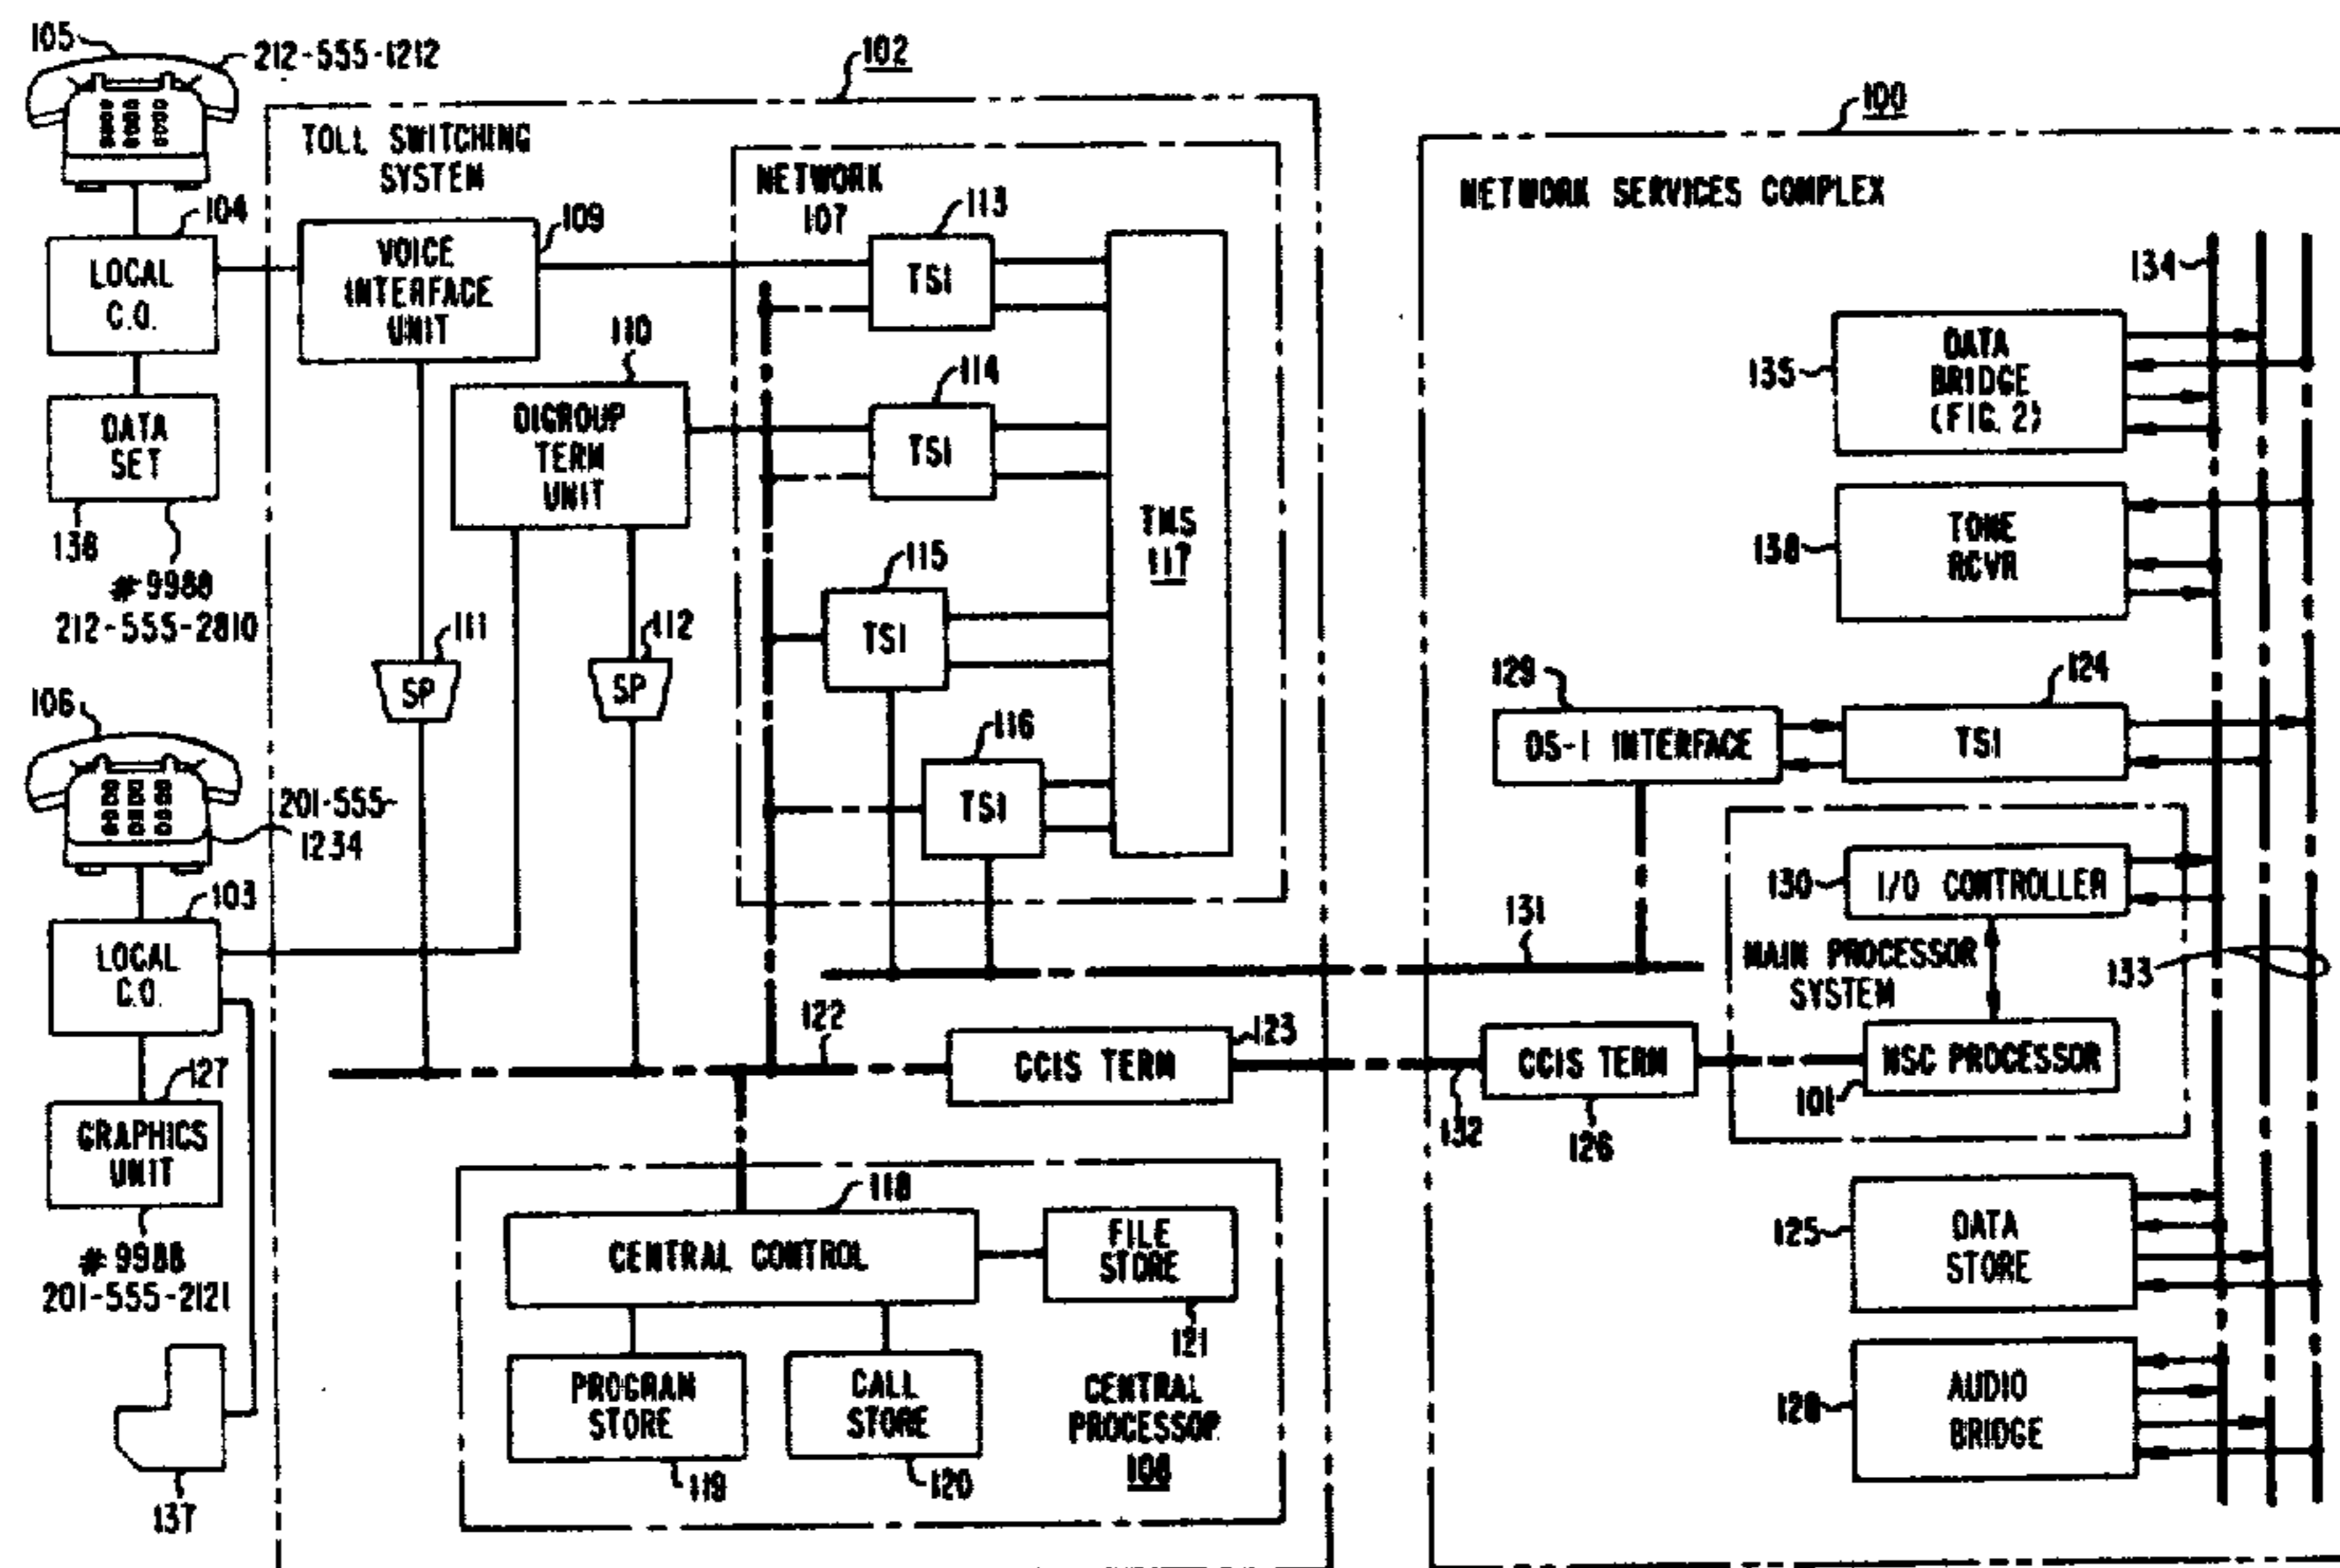 105
212-555-1212
102
100
TOLL SWITCHING
SYSTEM
NETWORK
107
NETWORK SERVICES COMPLEX
104
LOCAL
C.O.
VOICE
INTERFACE
UNIT
109
113
TSI
134
135
DATA
BRIDGE
(FIG. 2)
110
DIGROUP
TERM
UNIT
114
TSI
DATA
SET
136
#9988
212-555-2810
TMS
117
138
TONE
RCVR
115
TSI
111
SP
112
SP
106
201-555-
1234
116
TSI
129
DS-1 INTERFACE
124
TSI
130
I/O CONTROLLER
103
LOCAL
C.O.
131
MAIN PROCESSOR
SYSTEM
133
122
123
CCIS TERM
132
CCIS TERM
126
NSC PROCESSOR
101
127
GRAPHICS
UNIT
#9988
201-555-2121
118
CENTRAL CONTROL
FILE
STORE
121
125
DATA
STORE
PROGRAM
STORE
119
CALL
STORE
120
CENTRAL
PROCESSOR
108
128
AUDIO
BRIDGE
137